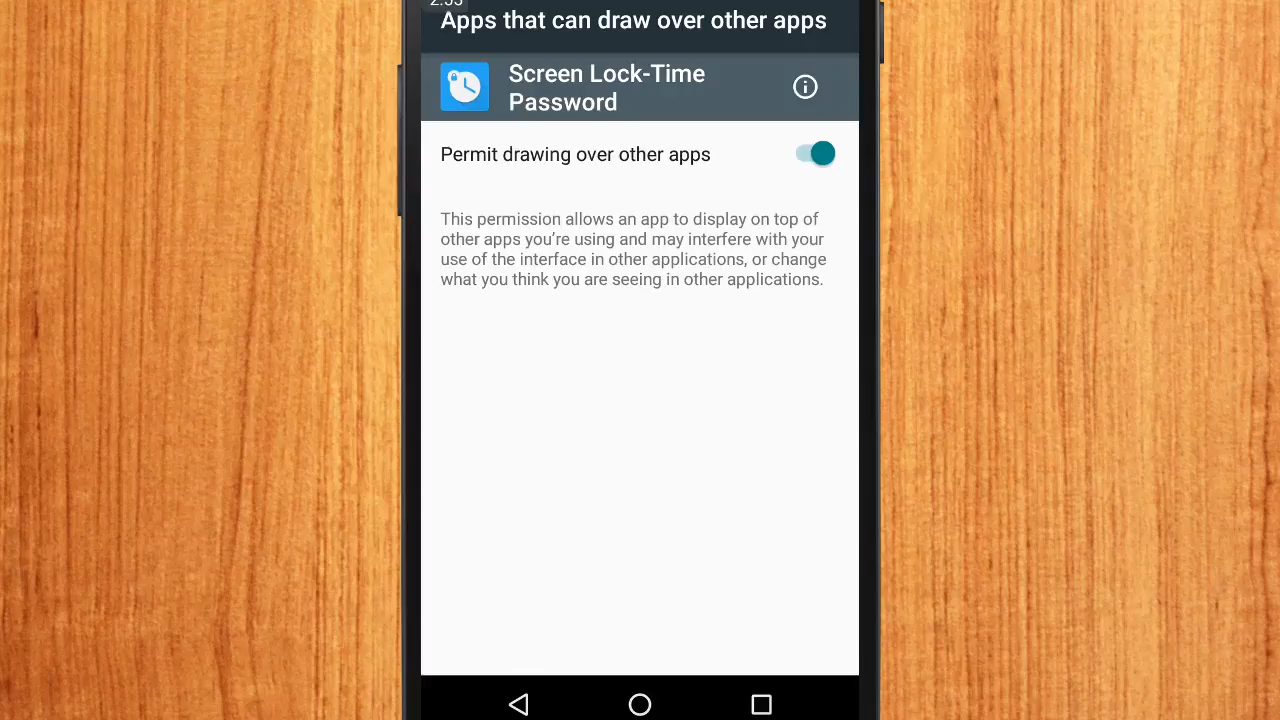 2:55
Apps that can draw over other apps
Screen Lock-Time
Password
Permit drawing over other apps
This permission allows an app to display on top of
other apps you’re using and may interfere with your
use of the interface in other applications, or change
what you think you are seeing in other applications.